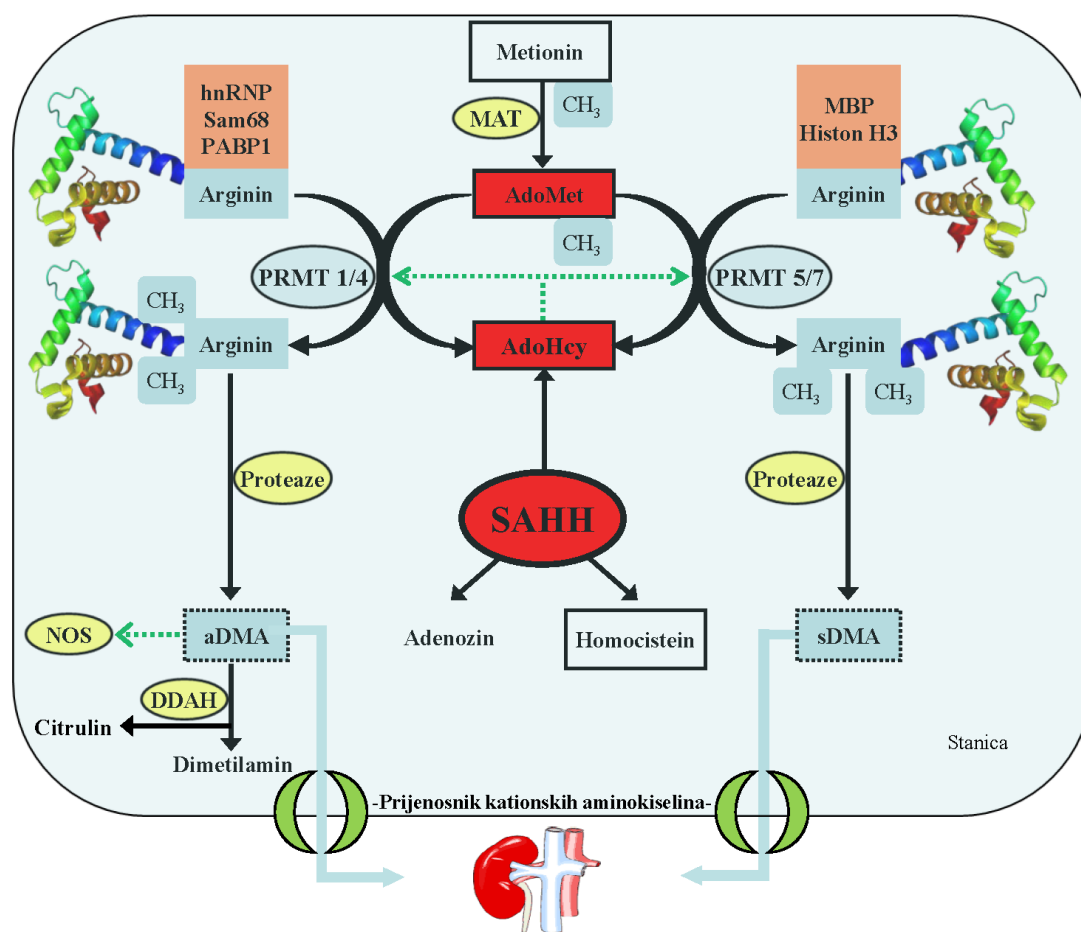 Metionin
CH3
MAT
hnRNP
Sam68
PABP1
Arginin
MBP
Histon H3
Arginin
AdoMet
CH3
PRMT 1/4
PRMT 5/7
CH3
Arginin
CH3
AdoHcy
Arginin
CH3
CH3
Proteaze
SAHH
Proteaze
NOS
aDMA
Adenozin
Homocistein
sDMA
DDAH
Citrulin
Dimetilamin
Stanica
-Prijenosnik kationskih aminokiselina-